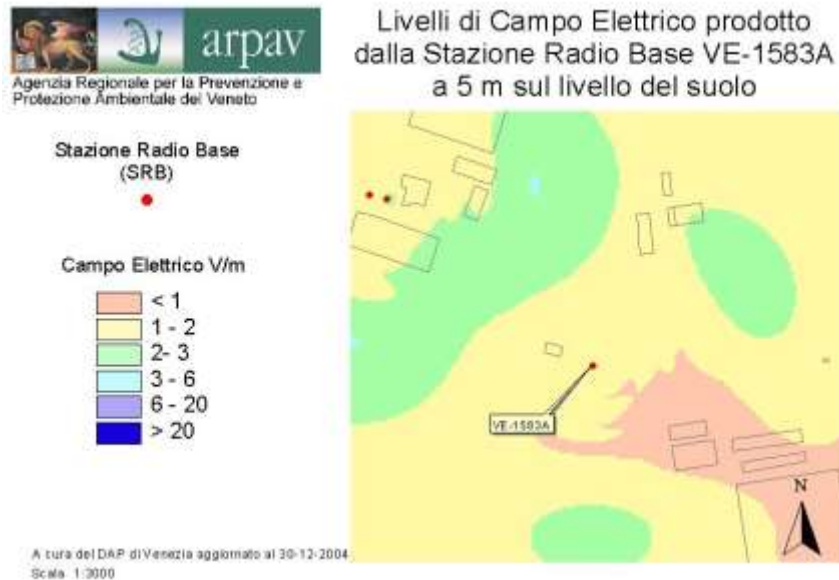 arpav
Agenzia Regionale per la Prevenzione e
Protezione Ambientale del Veneto
Livelli di Campo Elettrico prodotto
dalla Stazione Radio Base VE-1583A
a 5 m sul livello del suolo
Stazione Radio Base
(SRB)
Campo Elettrico V/m
< 1
1 - 2
2- 3
3 - 6
6 - 20
> 20
VE-1583A
N
A cura del DAP di Venezia aggiornato al 30-12-2004
Scala 1:3000